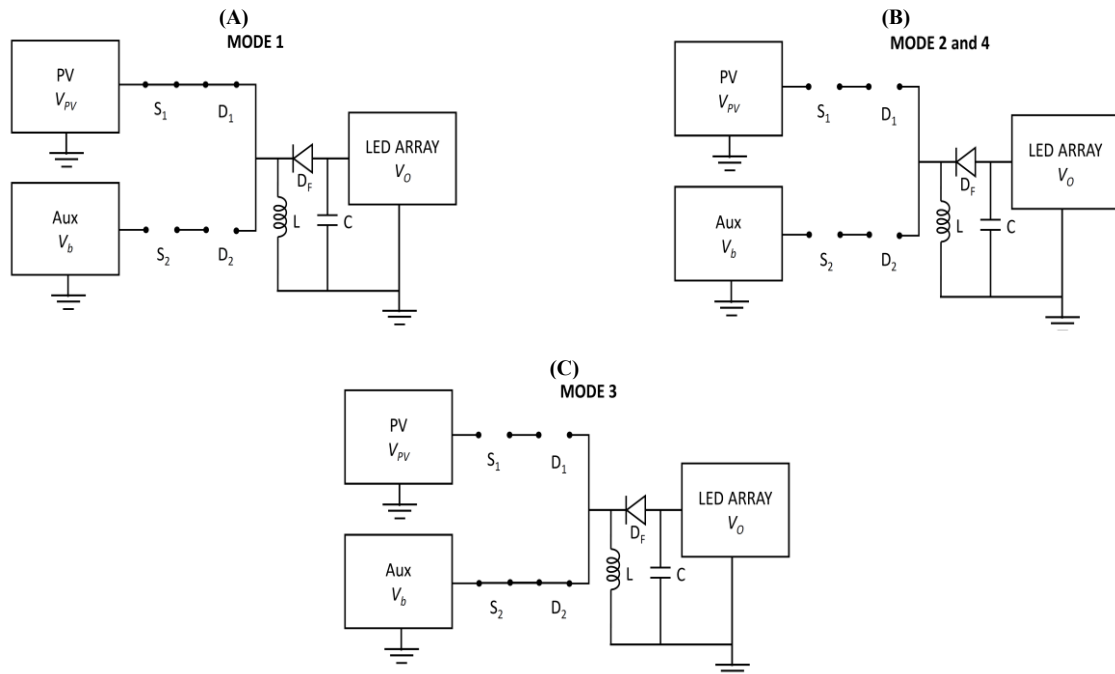 (A)
MODE 1
PV
V_PV
S_1
D_1
LED ARRAY
V_O
D_F
L
C
Aux
V_b
S_2
D_2
(B)
MODE 2 and 4
PV
V_PV
S_1
D_1
LED ARRAY
V_O
D_F
L
C
Aux
V_b
S_2
D_2
(C)
MODE 3
PV
V_PV
S_1
D_1
LED ARRAY
V_O
D_F
L
C
Aux
V_b
S_2
D_2